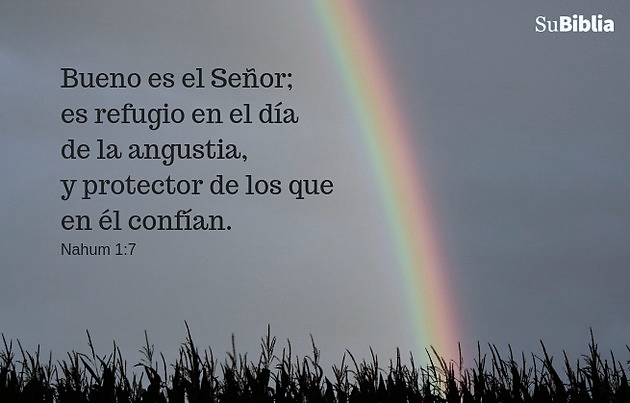 SuBiblia
Bueno es el Señor;
es refugio en el día
de la angustia,
y protector de los que
en él confían.
Nahum 1:7